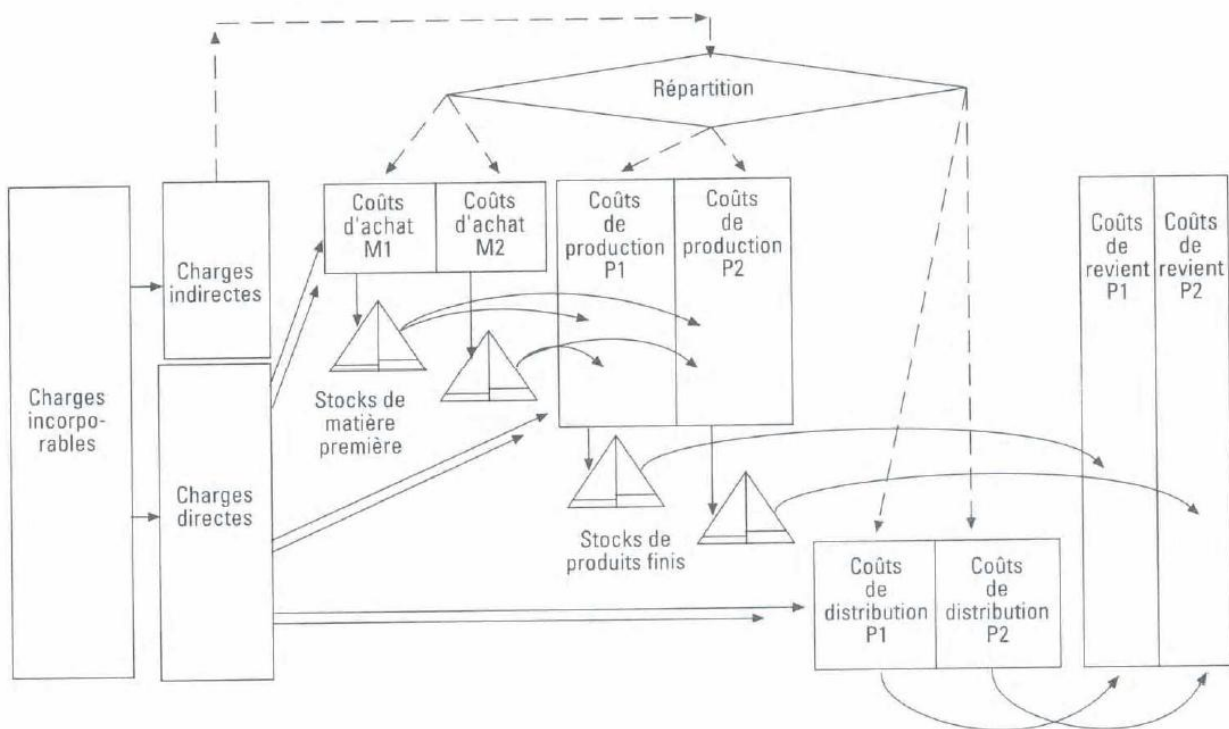 Répartition
Charges
incorpo-
rables
Charges
indirectes
Charges
directes
Coûts
d'achat
M1
Coûts
d'achat
M2
Stocks de
matière
première
Coûts
de
production
P1
Coûts
de
production
P2
Stocks de
produits finis
Coûts
de
distribution
P1
Coûts
de
distribution
P2
Coûts
de
revient
P1
Coûts
de
revient
P2